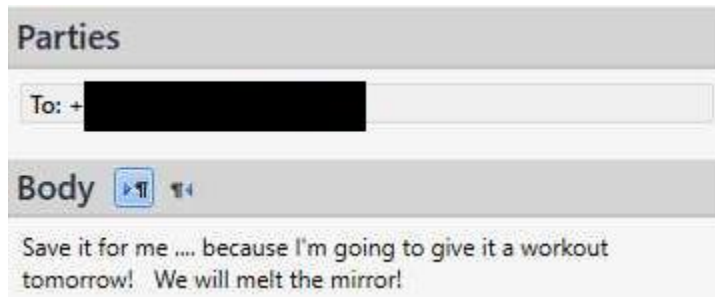 Parties
To: +
Body
Save it for me .... because I'm going to give it a workout
tomorrow!   We will melt the mirror!